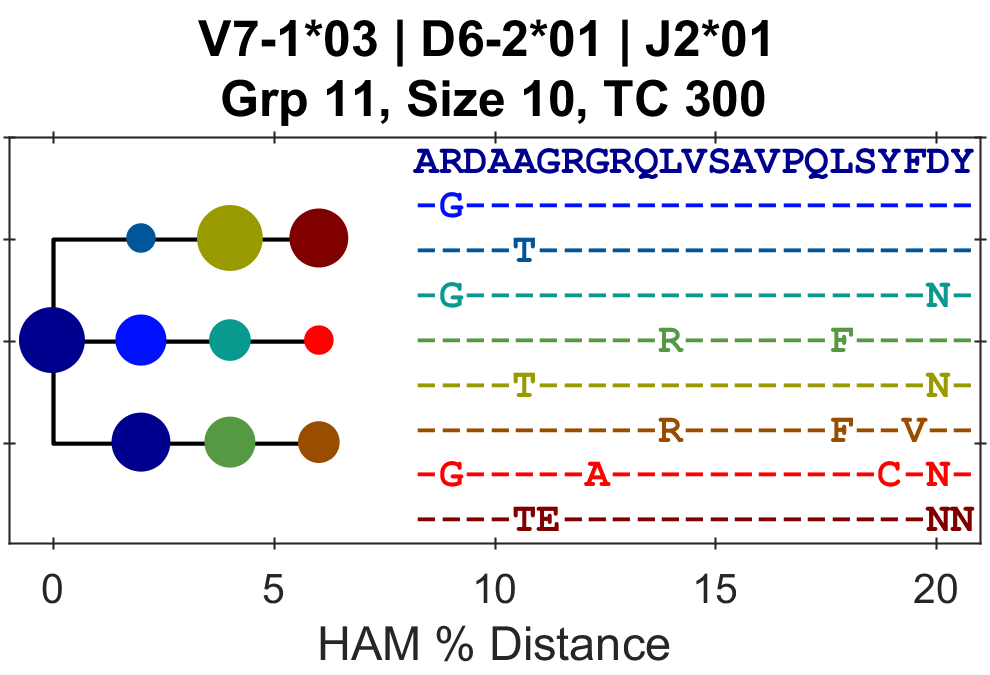 V7-1*03 | D6-2*01 | J2*01
Grp 11, Size 10, TC 300
ARDAAGRGRQLVSAVPQLSYFDY
-G---------------------
----T------------------
-G-------------------N-
----------R------F-----
----T----------------N-
----------R------F--V--
-G-----A-----------C-N-
----TE---------------NN
0 5 10 15 20
HAM % Distance